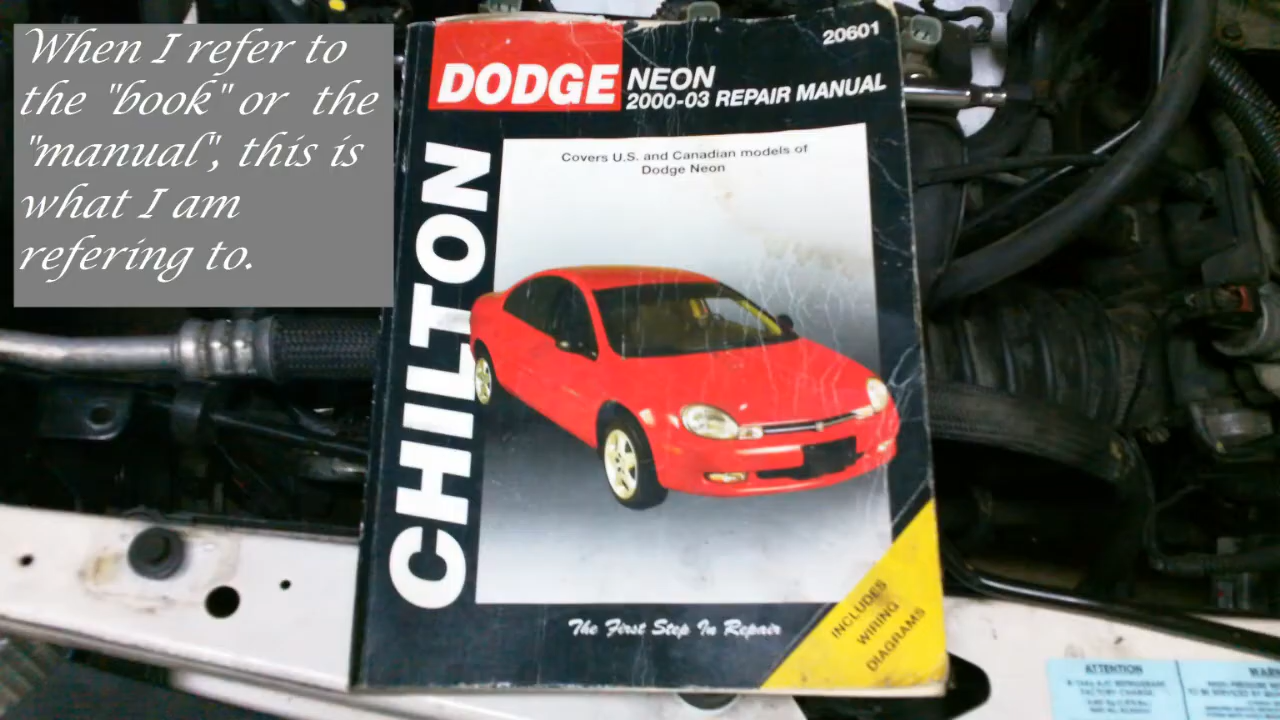 When I refer to
the "book" or the
"manual", this is
what I am
refering to.
20601
DODGE NEON
2000-03 REPAIR MANUAL
Covers U.S. and Canadian models of
Dodge Neon
CHILTON
The First Step In Repair
INCLUDES
WIRING
DIAGRAMS
ATTENTION
FACTORY CHARGE